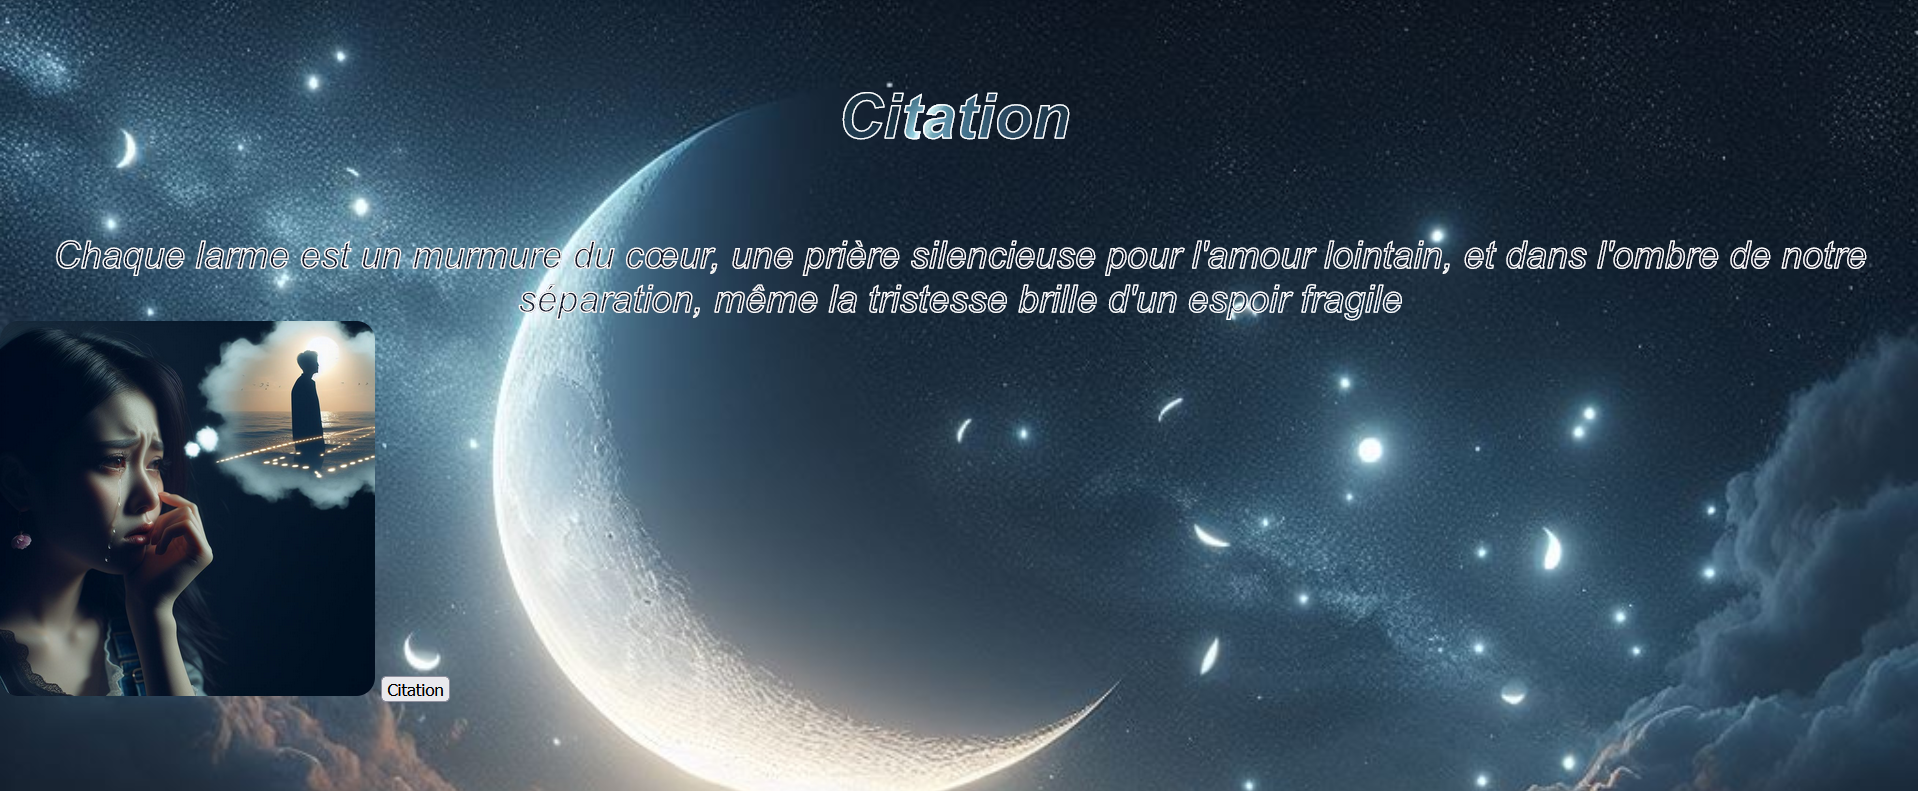 Citation
Chaque larme est un murmure du cœur, une prière silencieuse pour l'amour lointain, et dans l'ombre de notre
séparation, même la tristesse brille d'un espoir fragile
Citation